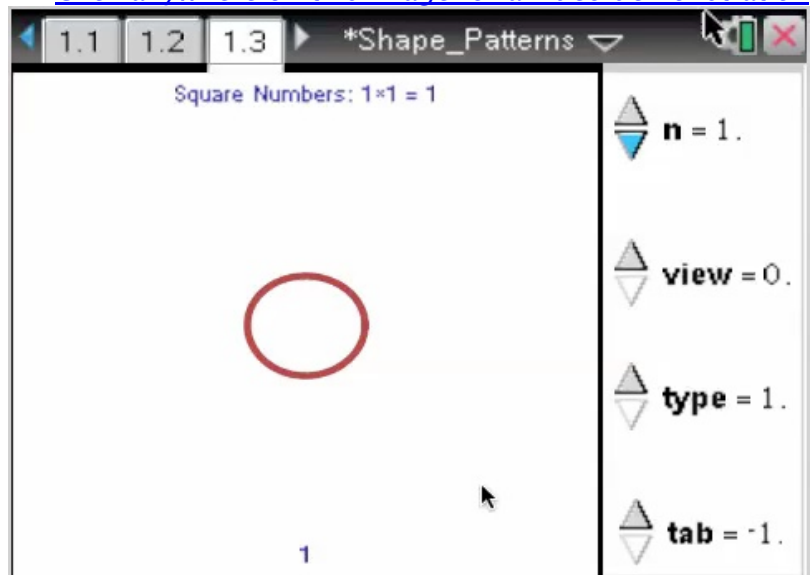 1.1 1.2 1.3 *Shape_Patterns
Square Numbers: 1×1 = 1
n = 1.
view = 0.
type = 1.
tab = -1.
1